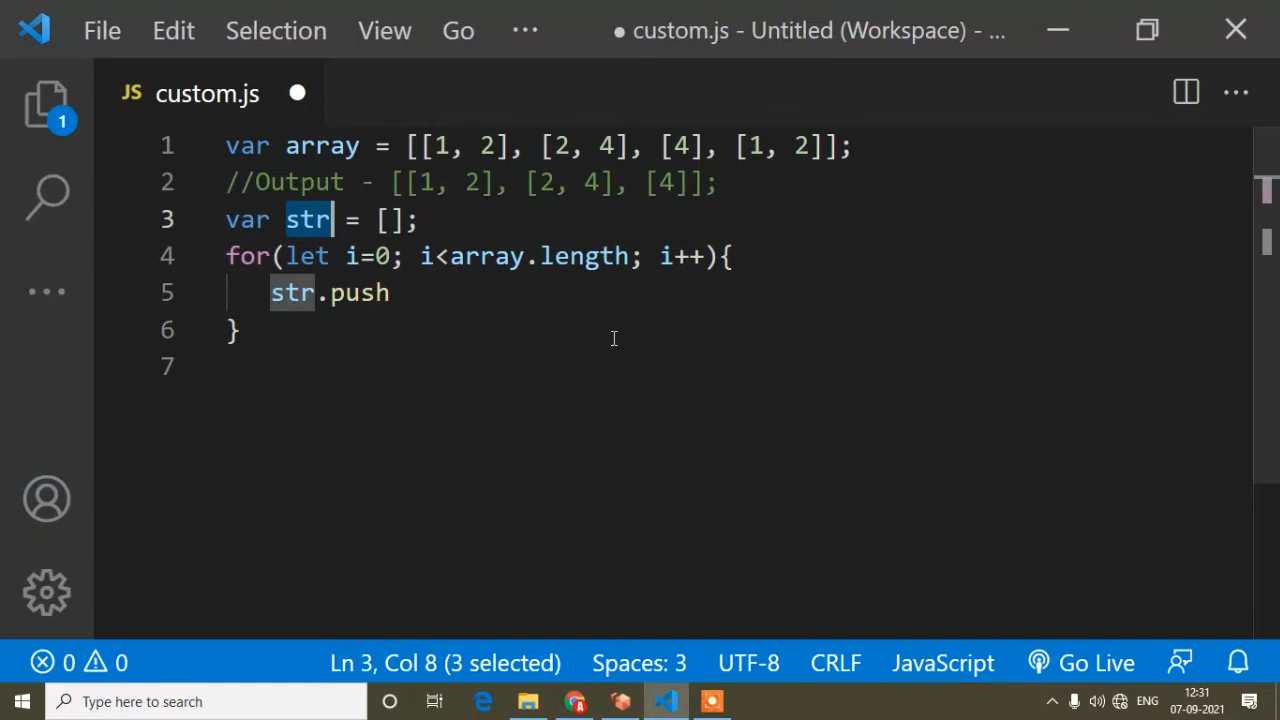 File Edit Selection View Go ··· ● custom.js - Untitled (Workspace) - ...
JS custom.js ●
1
1 var array = [[1, 2], [2, 4], [4], [1, 2]];
2 //Output - [[1, 2], [2, 4], [4]];
3 var str = [];
4 for(let i=0; i<array.length; i++){
5 str.push
6 }
7
0 0 Ln 3, Col 8 (3 selected) Spaces: 3 UTF-8 CRLF JavaScript Go Live
Type here to search ENG 12:31
07-09-2021